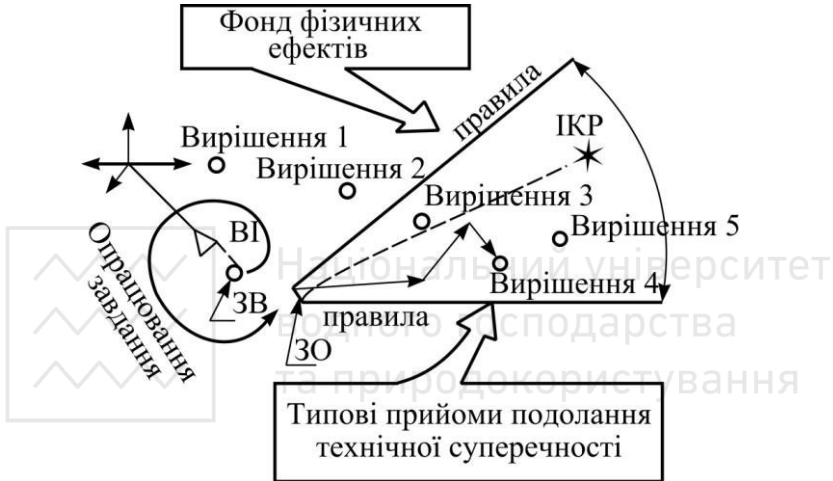 Фонд фізичних
ефектів
правила
ІКР
Вирішення 1
Вирішення 2
Вирішення 3
Вирішення 5
ВІ
Опрацювання
завдання
ЗВ
Вирішення 4
правила
ЗО
Національний університет
водного господарства
та природокористування
Типові прийоми подолання
технічної суперечності